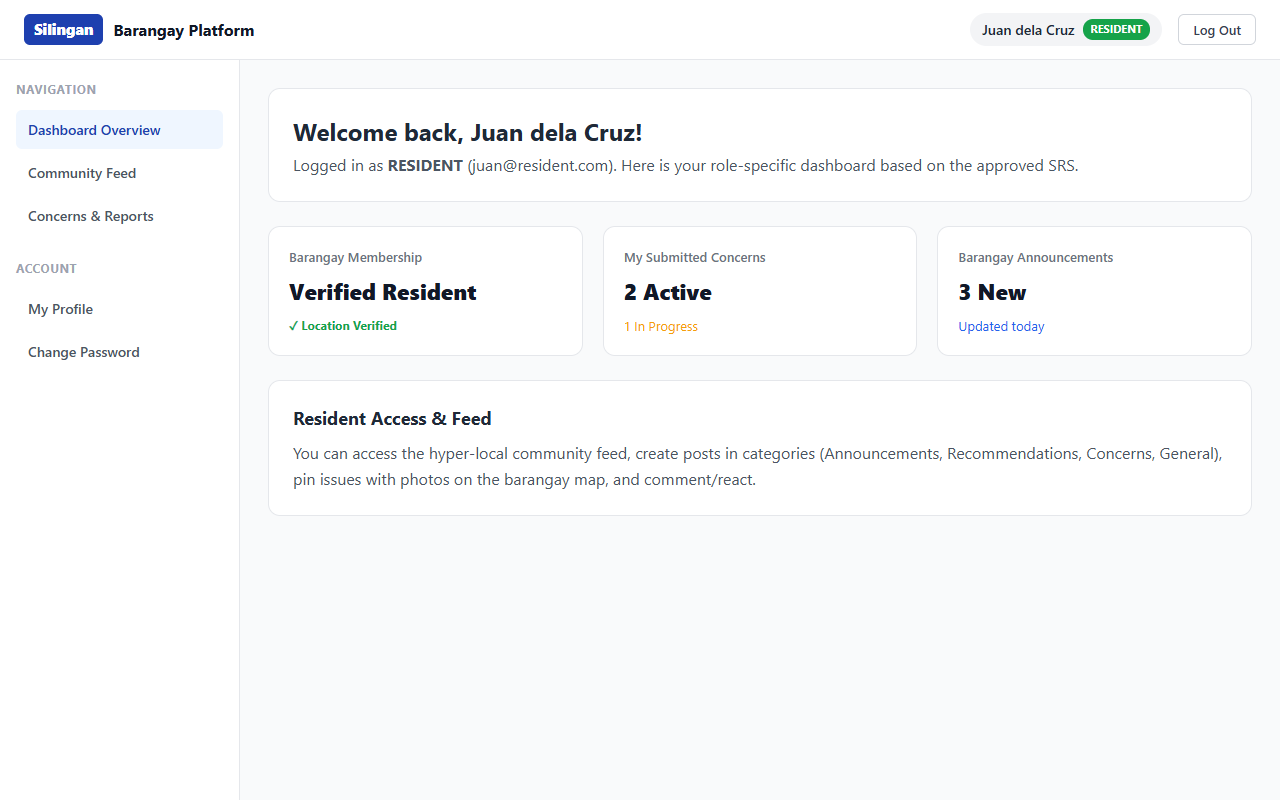 Silingan Barangay Platform
Juan dela Cruz RESIDENT Log Out
NAVIGATION
Dashboard Overview
Community Feed
Concerns & Reports
ACCOUNT
My Profile
Change Password
Welcome back, Juan dela Cruz!
Logged in as RESIDENT (juan@resident.com). Here is your role-specific dashboard based on the approved SRS.
Barangay Membership
Verified Resident
✓ Location Verified
My Submitted Concerns
2 Active
1 In Progress
Barangay Announcements
3 New
Updated today
Resident Access & Feed
You can access the hyper-local community feed, create posts in categories (Announcements, Recommendations, Concerns, General),
pin issues with photos on the barangay map, and comment/react.